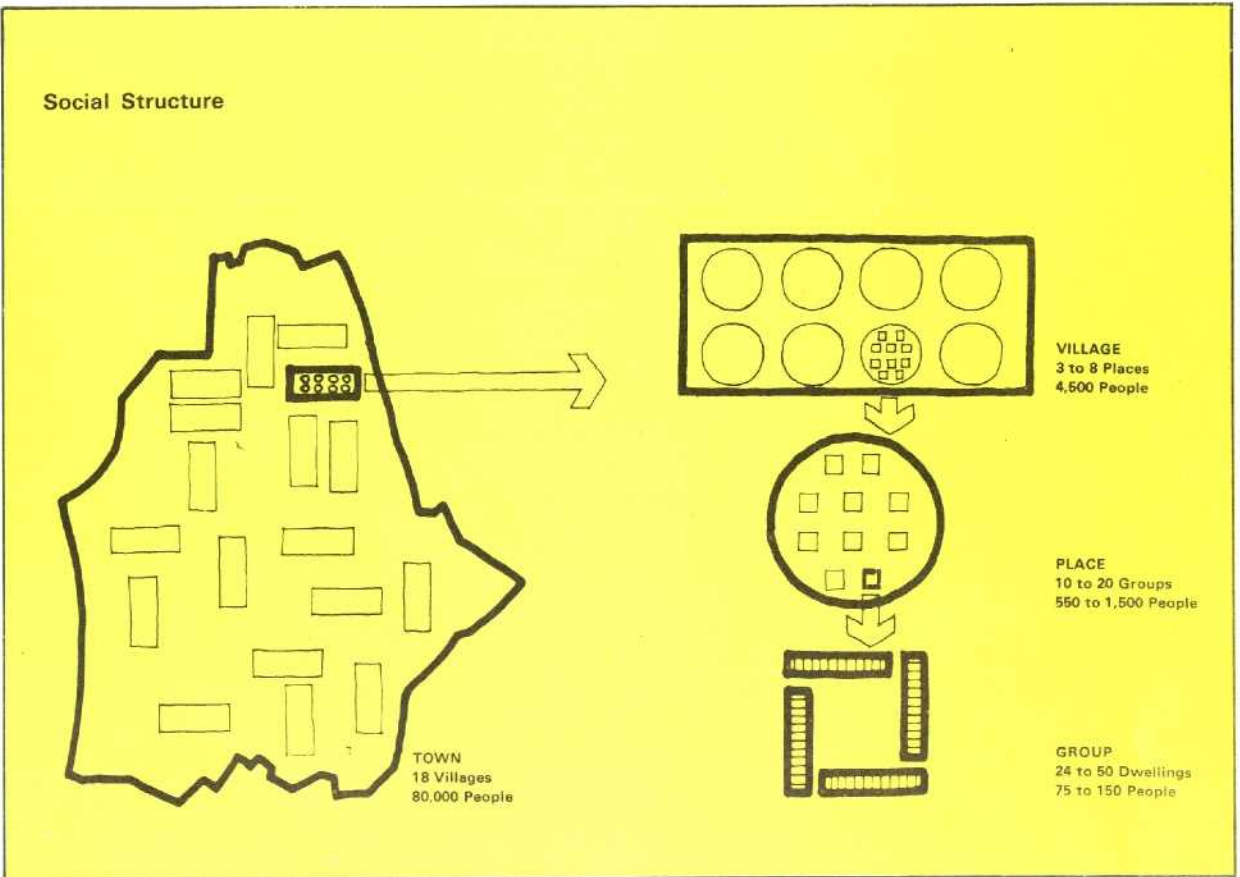 Social Structure
VILLAGE
3 to 8 Places
4,500 People
PLACE
10 to 20 Groups
550 to 1,500 People
TOWN
18 Villages
80,000 People
GROUP
24 to 50 Dwellings
75 to 150 People